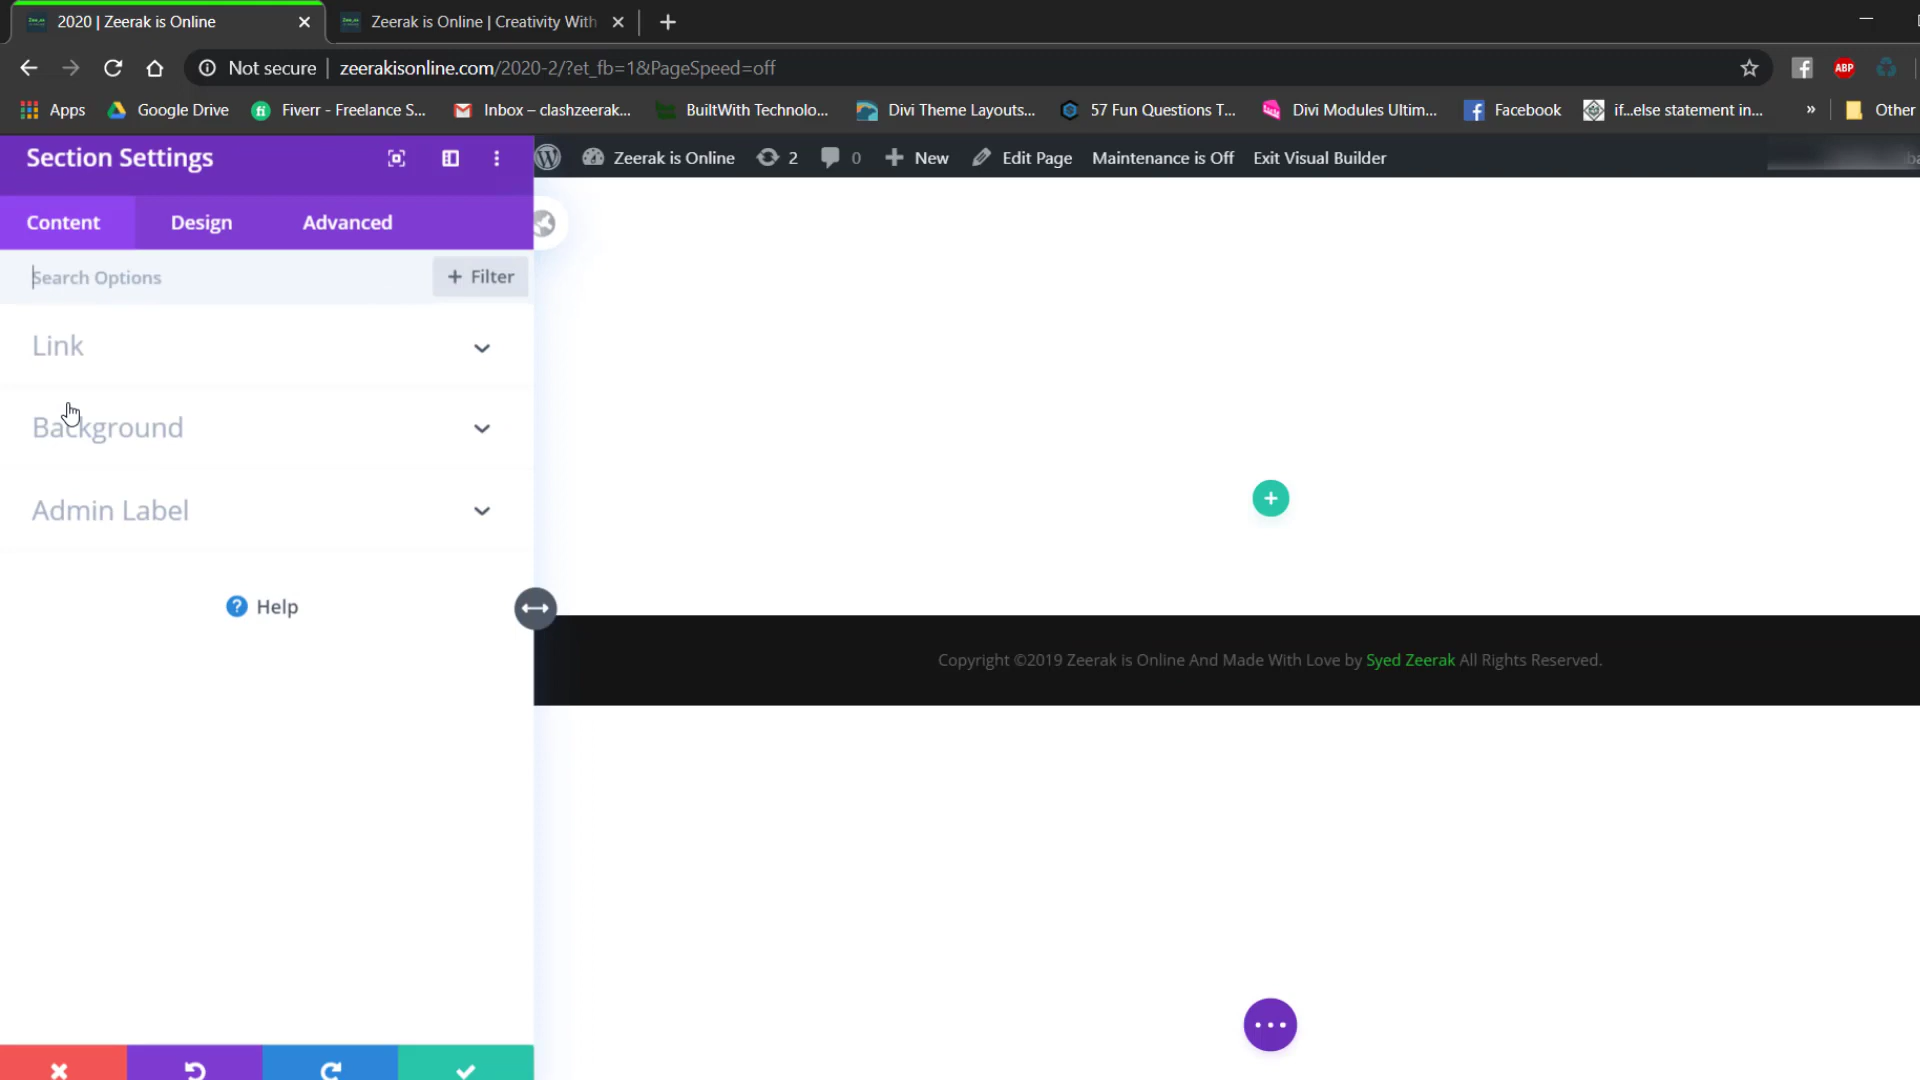 2020 | Zeerak is Online
Zeerak is Online | Creativity With
Not secure
zeerakisonline.com/2020-2/?et_fb=1&PageSpeed=off
ABP
Apps
Google Drive
Fiverr - Freelance S...
Inbox – clashzeerak...
BuiltWith Technolo...
Divi Theme Layouts...
57 Fun Questions T...
Divi Modules Ultim...
Facebook
if...else statement in...
»
Other
Section Settings
Zeerak is Online
2
0
New
Edit Page
Maintenance is Off
Exit Visual Builder
Content
Design
Advanced
Search Options
+ Filter
Link
Background
Admin Label
? Help
Copyright ©2019 Zeerak is Online And Made With Love by Syed Zeerak All Rights Reserved.